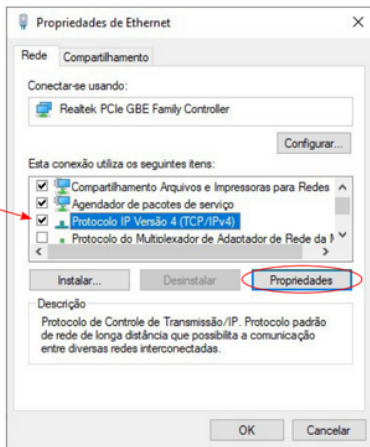 Propriedades de Ethernet
Rede Compartilhamento
Conectar-se usando:
Realtek PCIe GBE Family Controller
Configurar...
Esta conexão utiliza os seguintes itens:
Compartilhamento Arquivos e Impressoras para Redes
Agendador de pacotes de serviço
Protocolo IP Versão 4 (TCP/IPv4)
Protocolo do Multiplexador de Adaptador de Rede da
Instalar... Desinstalar Propriedades
Descrição
Protocolo de Controle de Transmissão/IP. Protocolo padrão
de rede de longa distância que possibilita a comunicação
entre diversas redes interconectadas.
OK Cancelar